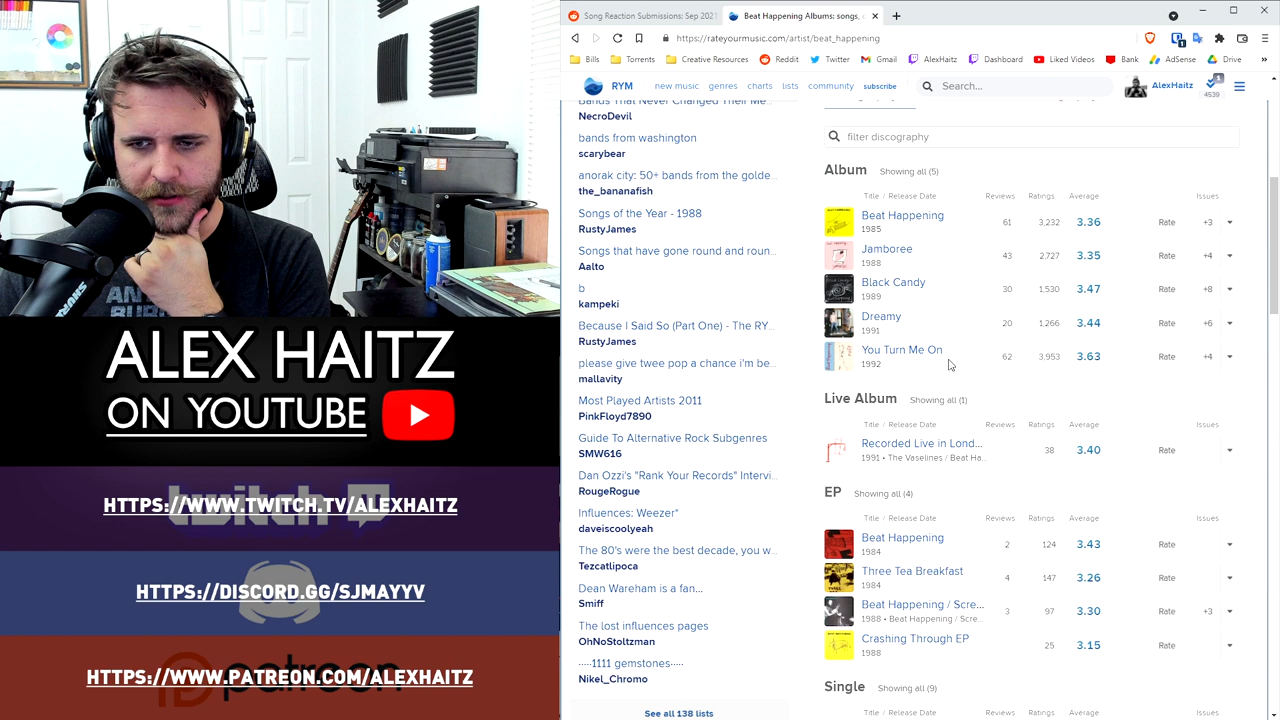 SHURE
ALEX HAITZ
ON YOUTUBE
HTTPS://WWW.TWITCH.TV/ALEXHAITZ
HTTPS://DISCORD.GG/SJMAYYV
HTTPS://WWW.PATREON.COM/ALEXHAITZ
Song Reaction Submissions: Sep 2021
Beat Happening Albums: songs,
https://rateyourmusic.com/artist/beat_happening
Bills
Torrents
Creative Resources
Reddit
Twitter
Gmail
AlexHaitz
Dashboard
Liked Videos
Bank
AdSense
Drive
RYM
new music
genres
charts
lists
community
subscribe
Search...
AlexHaitz
4539
Bands That Never Changed Their Me...
NecroDevil
bands from washington
scarybear
anorak city: 50+ bands from the golde...
the_bananafish
Songs of the Year - 1988
RustyJames
Songs that have gone round and roun...
Aalto
b
kampeki
Because I Said So (Part One) - The RY...
RustyJames
please give twee pop a chance i'm be...
mallavity
Most Played Artists 2011
PinkFloyd7890
Guide To Alternative Rock Subgenres
SMW616
Dan Ozzi's "Rank Your Records" Intervi...
RougeRogue
Influences: Weezer"
daveiscoolyeah
The 80's were the best decade, you w...
Tezcatlipoca
Dean Wareham is a fan...
Smiff
The lost influences pages
OhNoStoltzman
·····1111 gemstones·····
Nikel_Chromo
See all 138 lists
filter discography
Album Showing all (5)
Title / Release Date Reviews Ratings Average Issues
Beat Happening 61 3,232 3.36 Rate +3
1985
Jamboree 43 2,727 3.35 Rate +4
1988
Black Candy 30 1,530 3.47 Rate +8
1989
Dreamy 20 1,266 3.44 Rate +6
1991
You Turn Me On 62 3,953 3.63 Rate +4
1992
Live Album Showing all (1)
Title / Release Date Reviews Ratings Average Issues
Recorded Live in Lond... 38 3.40 Rate
1991 • The Vaselines / Beat Ha...
EP Showing all (4)
Title / Release Date Reviews Ratings Average Issues
Beat Happening 2 124 3.43 Rate
1984
Three Tea Breakfast 4 147 3.26 Rate
1984
Beat Happening / Scre... 3 97 3.30 Rate +3
1988 • Beat Happening / Scre...
Crashing Through EP 25 3.15 Rate
1988
Single Showing all (9)
Title / Release Date Reviews Ratings Average Issues